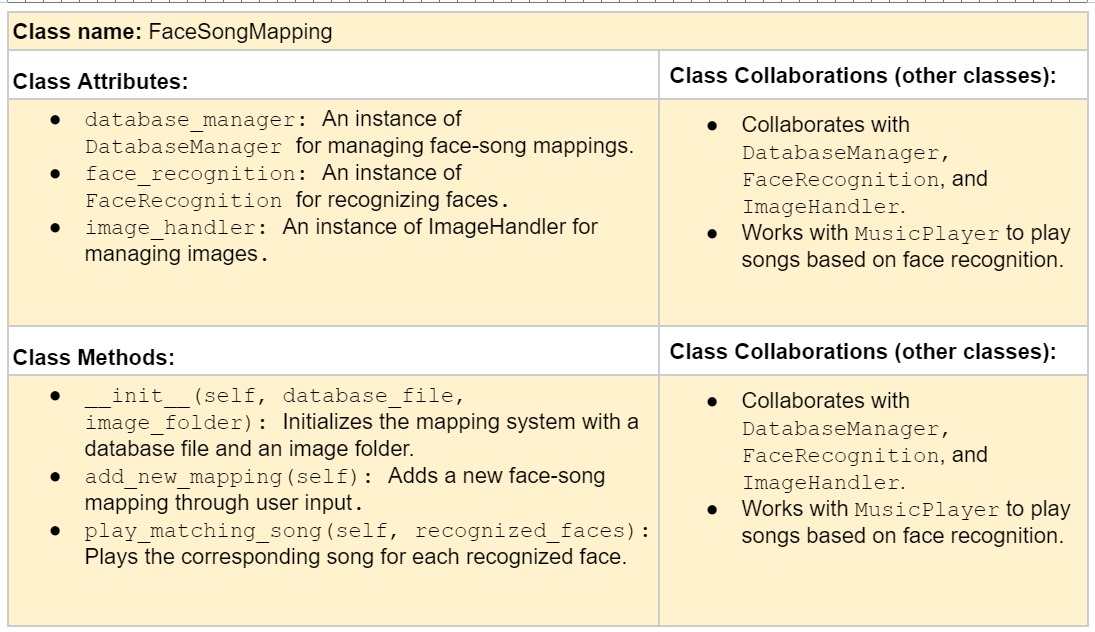 Class name: FaceSongMapping
Class Attributes:
Class Collaborations (other classes):
● database_manager: An instance of
DatabaseManager for managing face-song mappings.
● face_recognition: An instance of
FaceRecognition for recognizing faces.
● image_handler: An instance of ImageHandler for
managing images.
● Collaborates with
DatabaseManager,
FaceRecognition, and
ImageHandler.
● Works with MusicPlayer to play
songs based on face recognition.
Class Methods:
Class Collaborations (other classes):
● __init__(self, database_file,
image_folder): Initializes the mapping system with a
database file and an image folder.
● add_new_mapping(self): Adds a new face-song
mapping through user input.
● play_matching_song(self, recognized_faces):
Plays the corresponding song for each recognized face.
● Collaborates with
DatabaseManager,
FaceRecognition, and
ImageHandler.
● Works with MusicPlayer to play
songs based on face recognition.